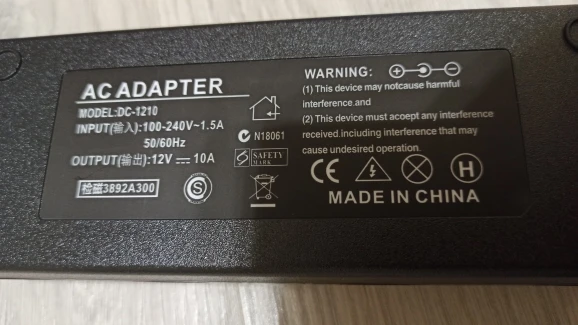 AC ADAPTER
MODEL:DC-1210
INPUT(输入): 100-240V~1.5A
50/60Hz
OUTPUT(输出):12V ⎓ 10A
检磁3892A300
S
N18061
S SAFETY
MARK
WARNING:
(1) This device may notcause harmful
interference.and
(2) This device must accept any interference
received.including interference that may
cause undesired operation.
CE
H
MADE IN CHINA